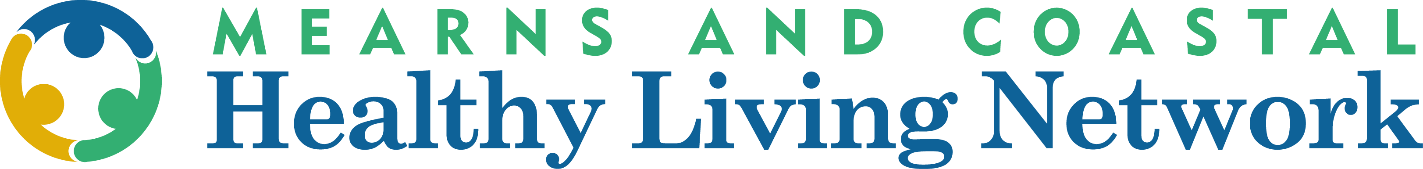 MEARNS AND COASTAL
Healthy Living Network